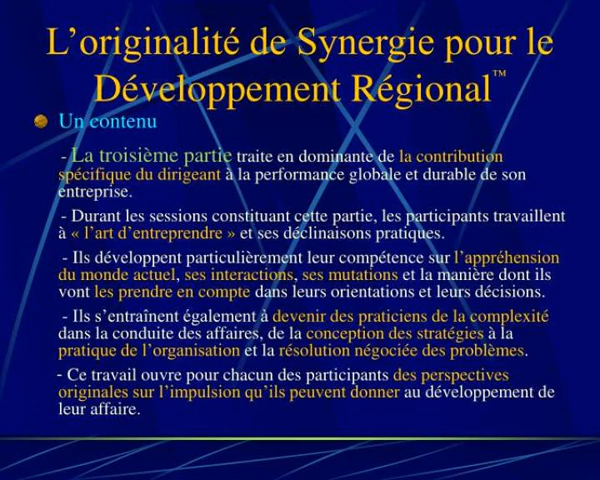 L’originalité de Synergie pour le
Développement Régional™
Un contenu
- La troisième partie traite en dominante de la contribution
spécifique du dirigeant à la performance globale et durable de son
entreprise.
- Durant les sessions constituant cette partie, les participants travaillent
à « l’art d’entreprendre » et ses déclinaisons pratiques.
- Ils développent particulièrement leur compétence sur l’appréhension
du monde actuel, ses interactions, ses mutations et la manière dont ils
vont les prendre en compte dans leurs orientations et leurs décisions.
- Ils s’entraînent également à devenir des praticiens de la complexité
dans la conduite des affaires, de la conception des stratégies à la
pratique de l’organisation et la résolution négociée des problèmes.
- Ce travail ouvre pour chacun des participants des perspectives
originales sur l’impulsion qu’ils peuvent donner au développement de
leur affaire.